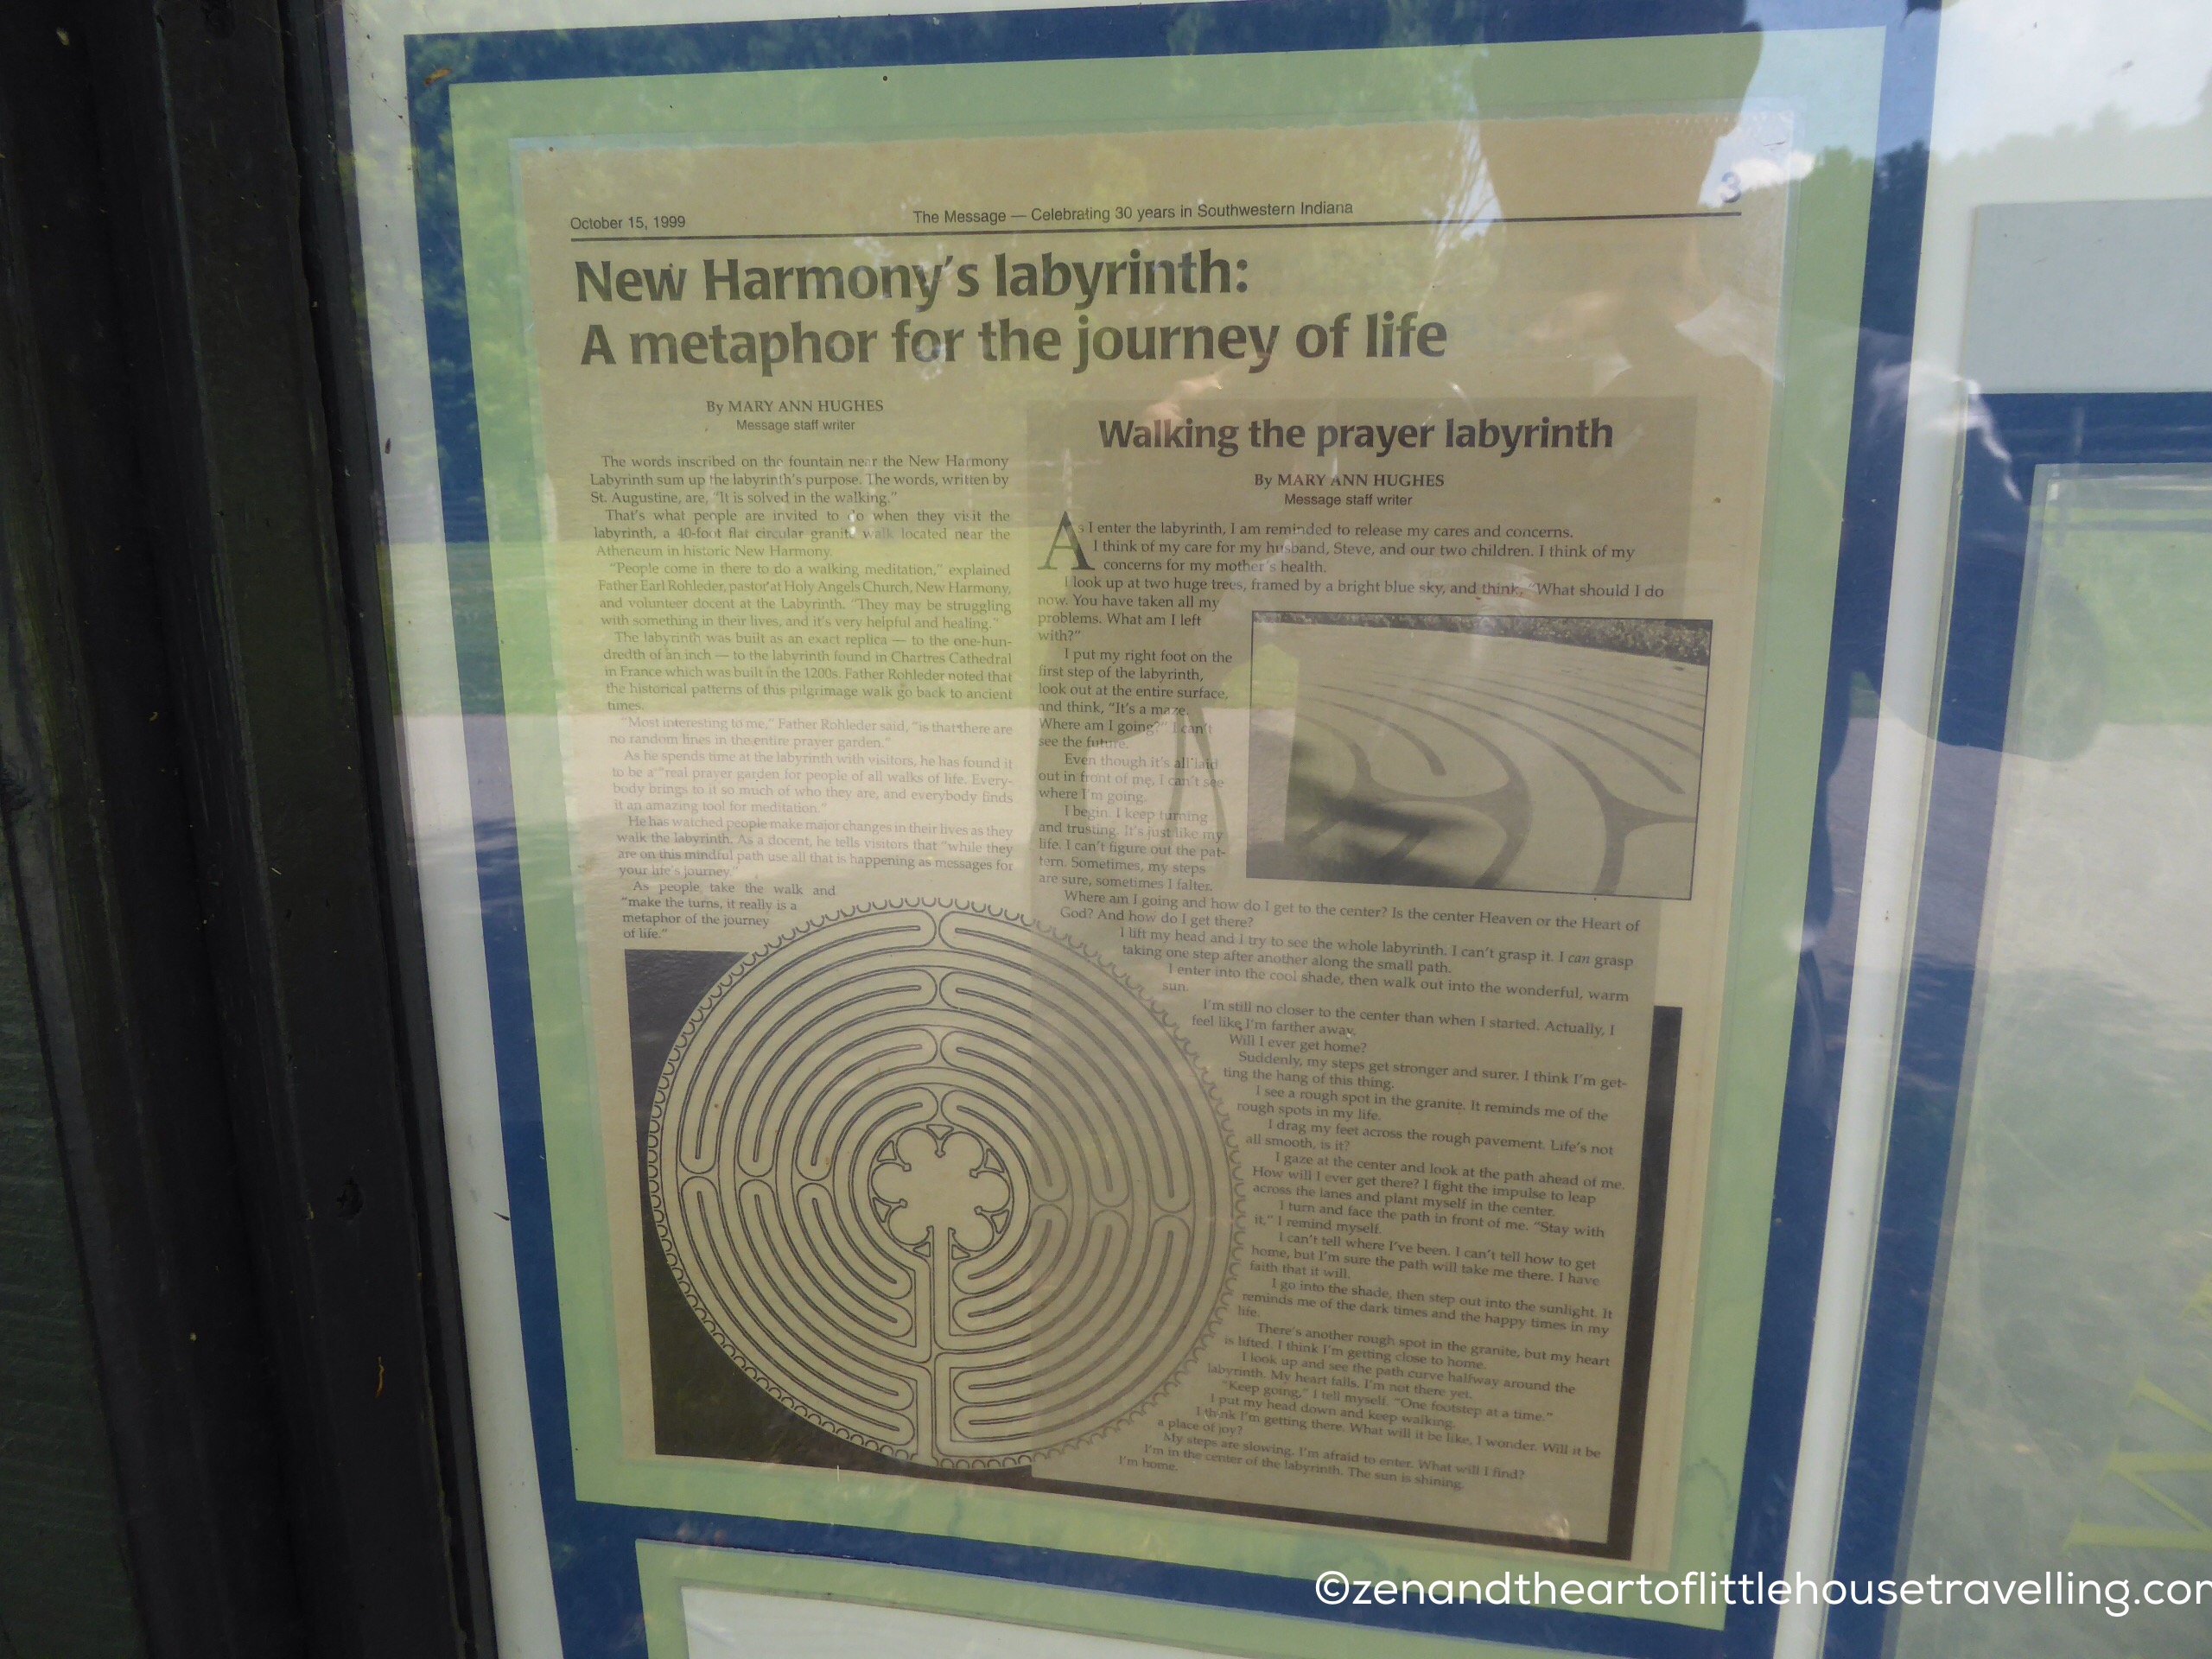 October 15, 1999
The Message — Celebrating 30 years in Southwestern Indiana
3
New Harmony's labyrinth:
A metaphor for the journey of life
By MARY ANN HUGHES
Message staff writer
The words inscribed on the fountain near the New Harmony
Labyrinth sum up the labyrinth's purpose. The words, written by
St. Augustine, are, "It is solved in the walking."
That's what people are invited to do when they visit the
labyrinth, a 40-foot flat circular granite walk located near the
Atheneum in historic New Harmony.
"People come in there to do a walking meditation," explained
Father Earl Rohleder, pastor at Holy Angels Church, New Harmony,
and volunteer docent at the Labyrinth. "They may be struggling
with something in their lives, and it's very helpful and healing."
The labyrinth was built as an exact replica — to the one-hun-
dredth of an inch — to the labyrinth found in Chartres Cathedral
in France which was built in the 1200s. Father Rohleder noted that
the historical patterns of this pilgrimage walk go back to ancient
times.
"Most interesting to me," Father Rohleder said, "is that there are
no random lines in the entire prayer garden."
As he spends time at the labyrinth with visitors, he has found it
to be a "real prayer garden for people of all walks of life. Every-
body brings to it so much of who they are, and everybody finds
it an amazing tool for meditation."
He has watched people make major changes in their lives as they
walk the labyrinth. As a docent, he tells visitors that "while they
are on this mindful path use all that is happening as messages for
your life's journey."
As people take the walk and
"make the turns, it really is a
metaphor of the journey
of life."
Walking the prayer labyrinth
By MARY ANN HUGHES
Message staff writer
As I enter the labyrinth, I am reminded to release my cares and concerns.
I think of my care for my husband, Steve, and our two children. I think of my
concerns for my mother's health.
I look up at two huge trees, framed by a bright blue sky, and think, "What should I do
now. You have taken all my
problems. What am I left
with?"
I put my right foot on the
first step of the labyrinth,
look out at the entire surface,
and think, "It's a maze.
Where am I going?" I can't
see the future.
Even though it's all laid
out in front of me, I can't see
where I'm going.
I begin. I keep turning
and trusting. It's just like my
life. I can't figure out the pat-
tern. Sometimes, my steps
are sure, sometimes I falter.
Where am I going and how do I get to the center? Is the center Heaven or the Heart of
God? And how do I get there?
I lift my head and I try to see the whole labyrinth. I can't grasp it. I can grasp
taking one step after another along the small path.
I enter into the cool shade, then walk out into the wonderful, warm
sun.
I'm still no closer to the center than when I started. Actually, I
feel like I'm farther away.
Will I ever get home?
Suddenly, my steps get stronger and surer. I think I'm get-
ting the hang of this thing.
I see a rough spot in the granite. It reminds me of the
rough spots in my life.
I drag my feet across the rough pavement. Life's not
all smooth, is it?
I gaze at the center and look at the path ahead of me.
How will I ever get there? I fight the impulse to leap
across the lanes and plant myself in the center.
I turn and face the path in front of me. "Stay with
it," I remind myself.
I can't tell where I've been. I can't tell how to get
home, but I'm sure the path will take me there. I have
faith that it will.
I go into the shade, then step out into the sunlight. It
reminds me of the dark times and the happy times in my
life.
There's another rough spot in the granite, but my heart
is lifted. I think I'm getting close to home.
I look up and see the path curve halfway around the
labyrinth. My heart falls. I'm not there yet.
"Keep going," I tell myself. "One footstep at a time."
I put my head down and keep walking.
I think I'm getting there. What will it be like, I wonder. Will it be
a place of joy?
My steps are slowing. I'm afraid to enter. What will I find?
I'm in the center of the labyrinth. The sun is shining.
I'm home.
©zenandtheartoflittlehousetravelling.com